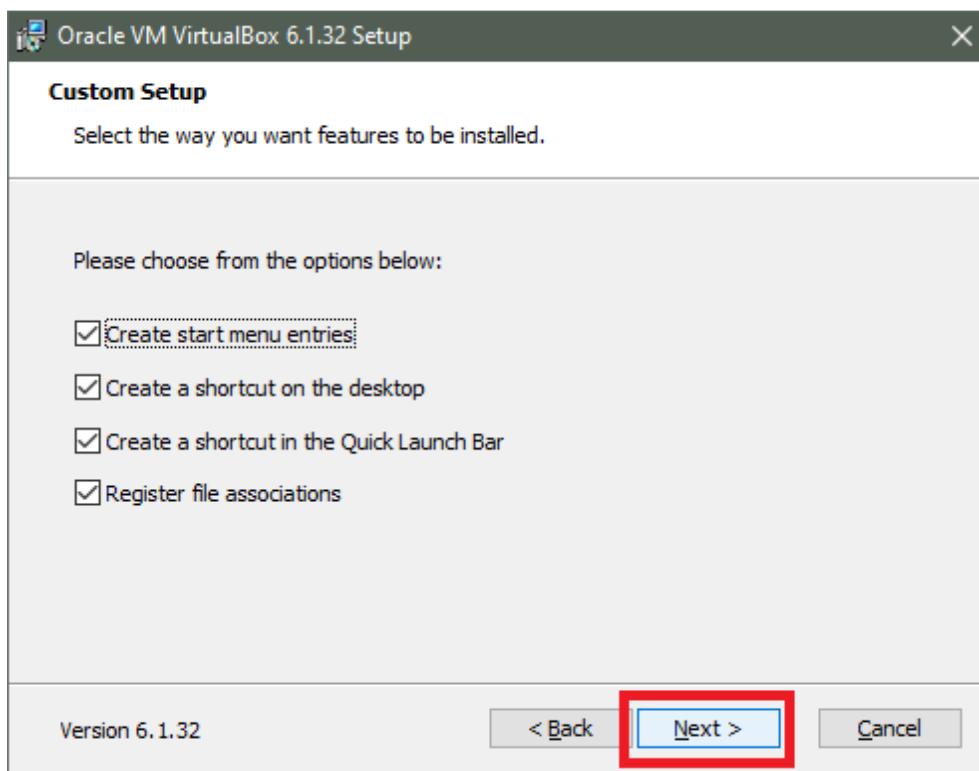 Oracle VM VirtualBox 6.1.32 Setup
Custom Setup
Select the way you want features to be installed.
Please choose from the options below:
Create start menu entries
Create a shortcut on the desktop
Create a shortcut in the Quick Launch Bar
Register file associations
Version 6.1.32
< Back
Next >
Cancel